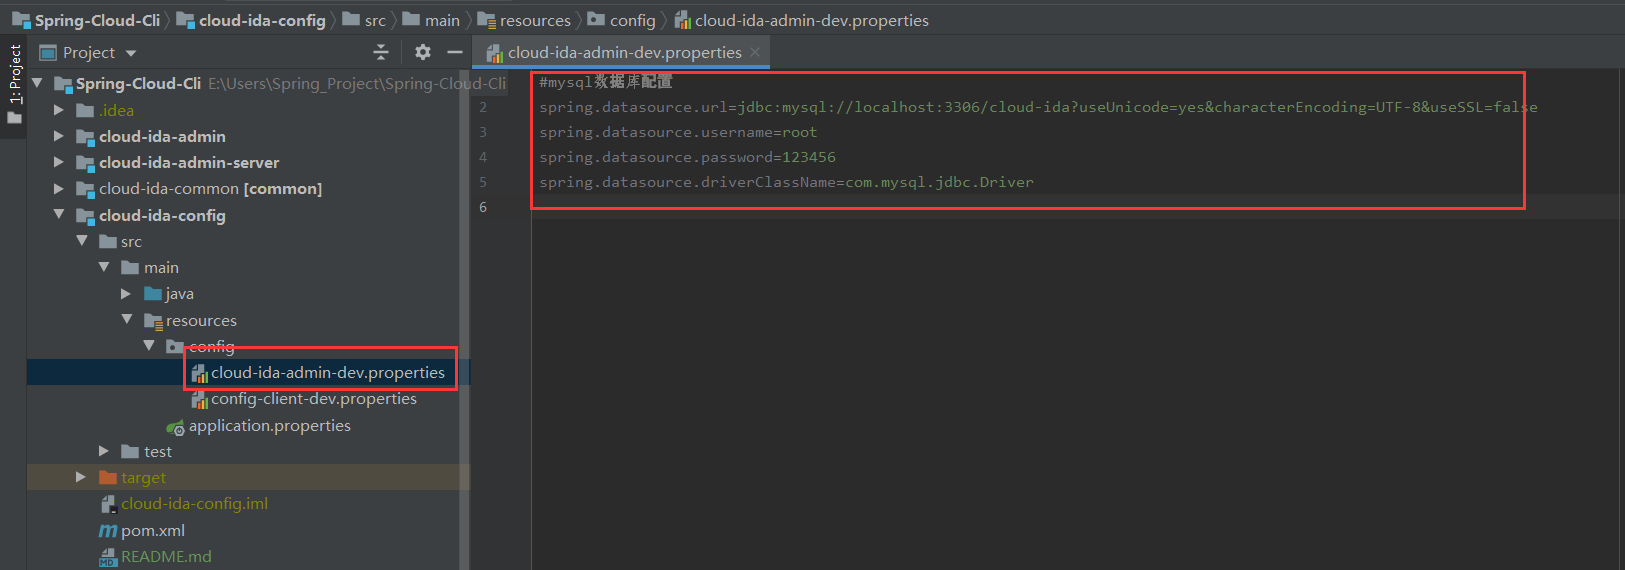 Spring-Cloud-Cli cloud-ida-config src main resources config cloud-ida-admin-dev.properties
1: Project
Project
cloud-ida-admin-dev.properties
Spring-Cloud-Cli E:\Users\Spring_Project\Spring-Cloud-Cli
.idea
cloud-ida-admin
cloud-ida-admin-server
cloud-ida-common [common]
cloud-ida-config
src
main
java
resources
config
cloud-ida-admin-dev.properties
config-client-dev.properties
application.properties
test
target
cloud-ida-config.iml
pom.xml
README.md
#mysql数据库配置
2 spring.datasource.url=jdbc:mysql://localhost:3306/cloud-ida?useUnicode=yes&characterEncoding=UTF-8&useSSL=false
3 spring.datasource.username=root
4 spring.datasource.password=123456
5 spring.datasource.driverClassName=com.mysql.jdbc.Driver
6